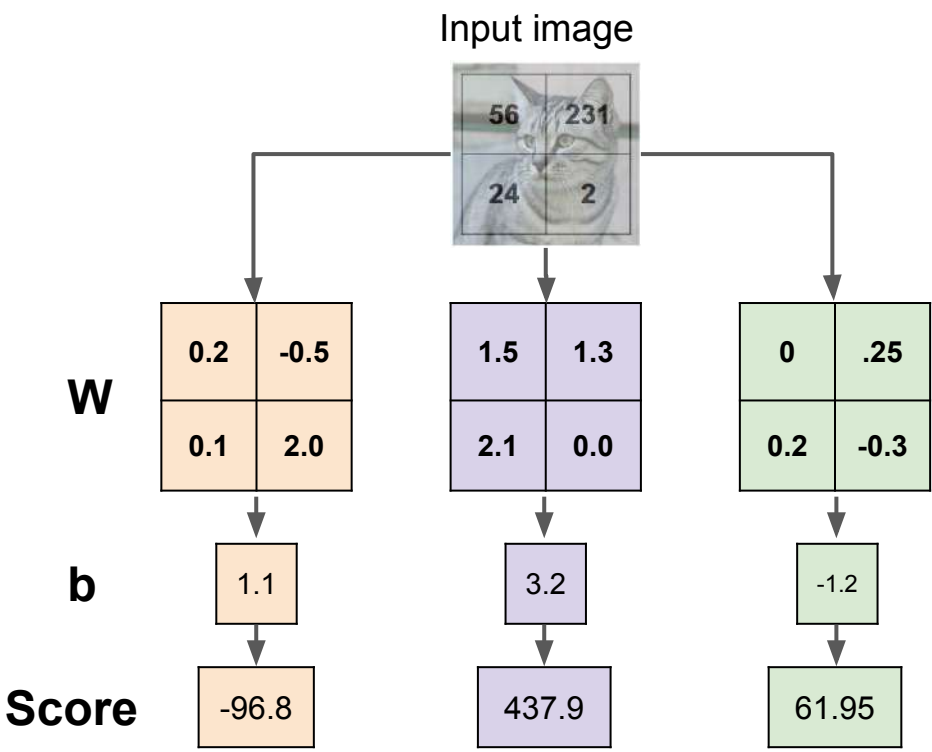 Input image
56 231
24 2
W
0.2 -0.5 1.5 1.3 0 .25
0.1 2.0 2.1 0.0 0.2 -0.3
b 1.1 3.2 -1.2
Score -96.8 437.9 61.95